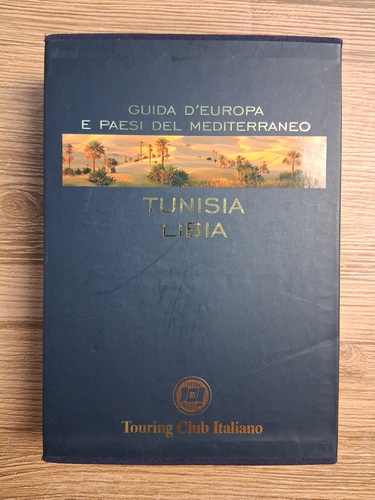 GUIDA D'EUROPA
E PAESI DEL MEDITERRANEO
TUNISIA
LIBIA
Touring Club Italiano